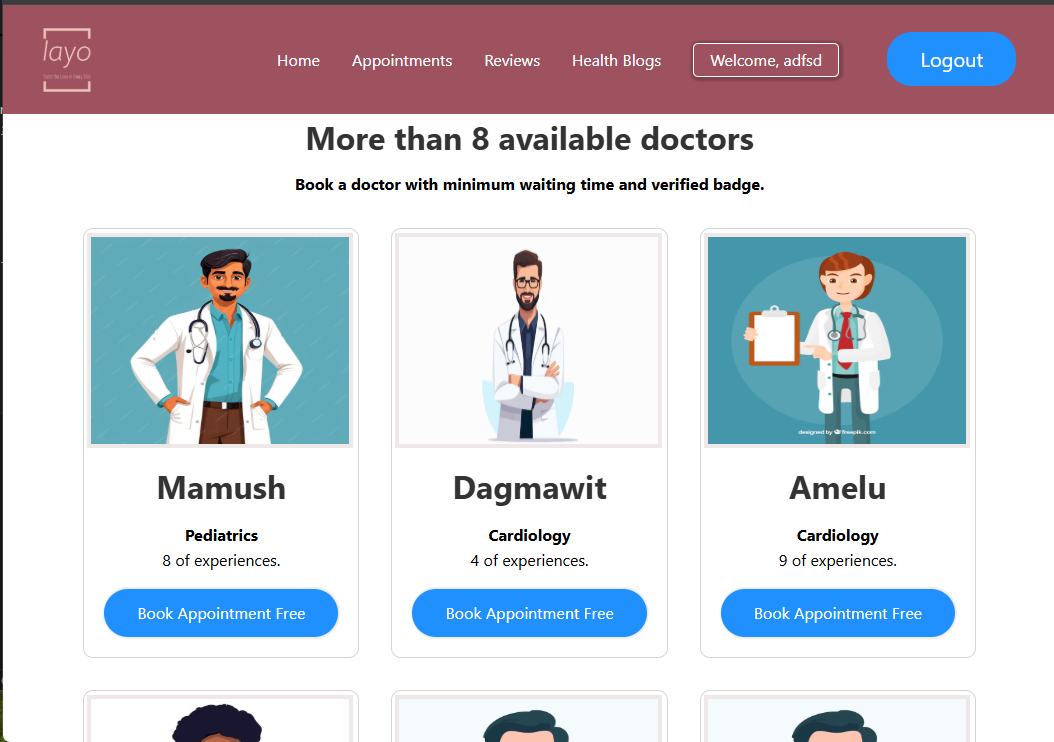 layo
Home Appointments Reviews Health Blogs Welcome, adfsd Logout
More than 8 available doctors
Book a doctor with minimum waiting time and verified badge.
designed by freepik.com
Mamush Dagmawit Amelu
Pediatrics Cardiology Cardiology
8 of experiences. 4 of experiences. 9 of experiences.
Book Appointment Free Book Appointment Free Book Appointment Free